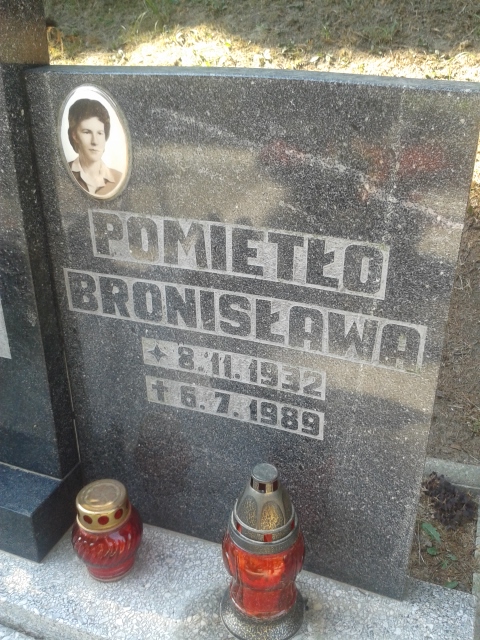 POMIETŁO
BRONISŁAWA
✦ 8.11.1932
✝ 6.7.1989